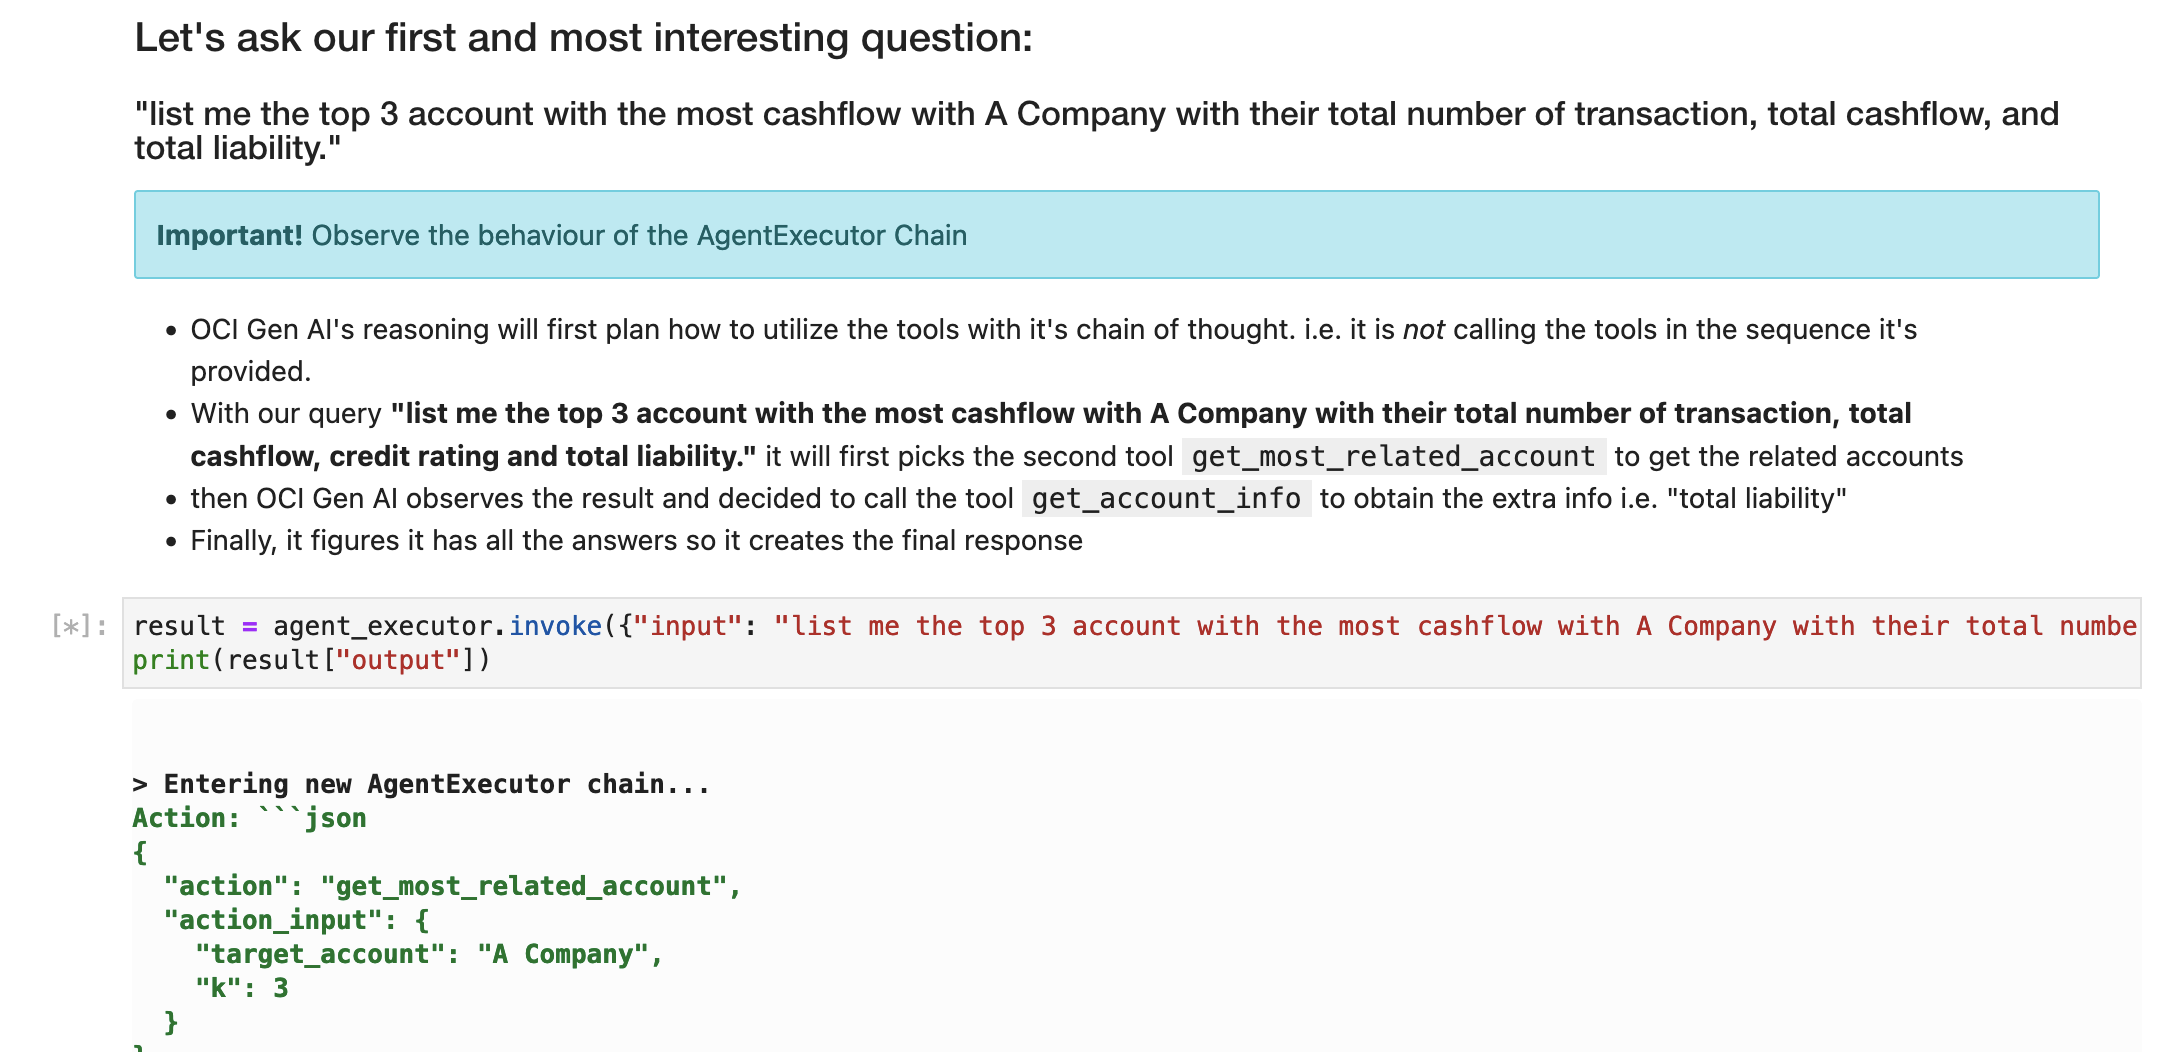 Let's ask our first and most interesting question:
"list me the top 3 account with the most cashflow with A Company with their total number of transaction, total cashflow, and
total liability."
Important! Observe the behaviour of the AgentExecutor Chain
• OCI Gen AI's reasoning will first plan how to utilize the tools with it's chain of thought. i.e. it is not calling the tools in the sequence it's
provided.
• With our query "list me the top 3 account with the most cashflow with A Company with their total number of transaction, total
cashflow, credit rating and total liability." it will first picks the second tool get_most_related_account to get the related accounts
• then OCI Gen AI observes the result and decided to call the tool get_account_info to obtain the extra info i.e. "total liability"
• Finally, it figures it has all the answers so it creates the final response
[*]: result = agent_executor.invoke({"input": "list me the top 3 account with the most cashflow with A Company with their total numbe
print(result["output"])
> Entering new AgentExecutor chain...
Action: ```json
{
  "action": "get_most_related_account",
  "action_input": {
    "target_account": "A Company",
    "k": 3
  }
}